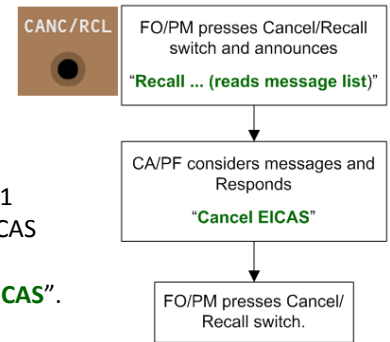 CANC/RCL
FO/PM presses Cancel/Recall
switch and announces
“Recall ... (reads message list)”
CA/PF considers messages and
Responds
“Cancel EICAS”
FO/PM presses Cancel/
Recall switch.
1
CAS
CAS”.